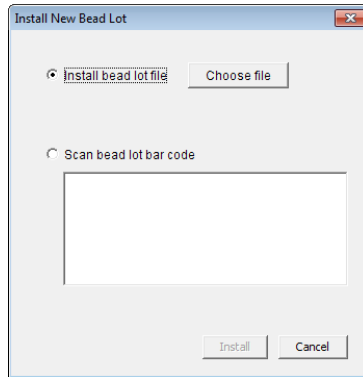 Install New Bead Lot
Install bead lot file
Choose file
Scan bead lot bar code
Install
Cancel